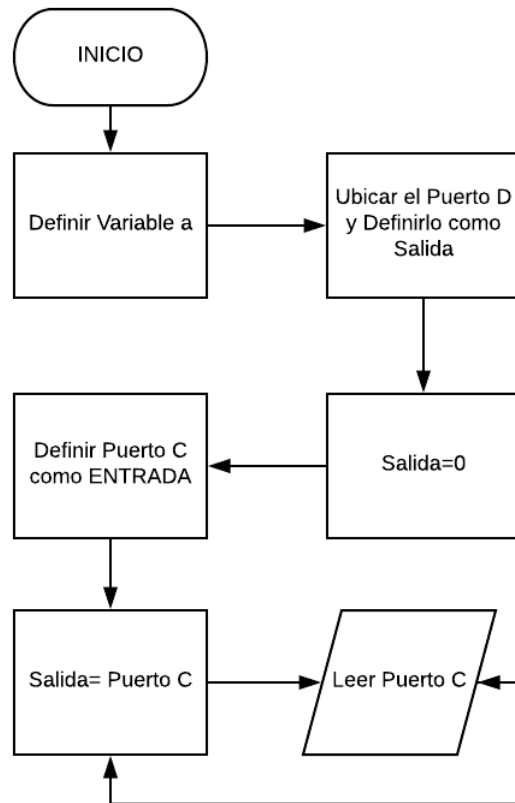 INICIO
Definir Variable a
Ubicar el Puerto D
y Definirlo como
Salida
Salida=0
Definir Puerto C
como ENTRADA
Salida= Puerto C
Leer Puerto C